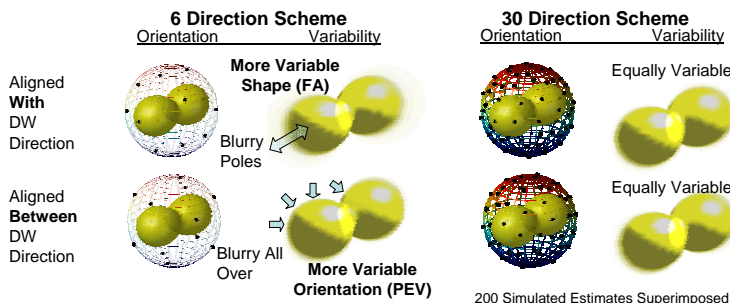 6 Direction Scheme
30 Direction Scheme
Orientation
Variability
Orientation
Variability
Aligned
With
DW
Direction
More Variable
Shape (FA)
Blurry
Poles
Equally Variable
Aligned
Between
DW
Direction
Blurry All
Over
More Variable
Orientation (PEV)
Equally Variable
200 Simulated Estimates Superimposed